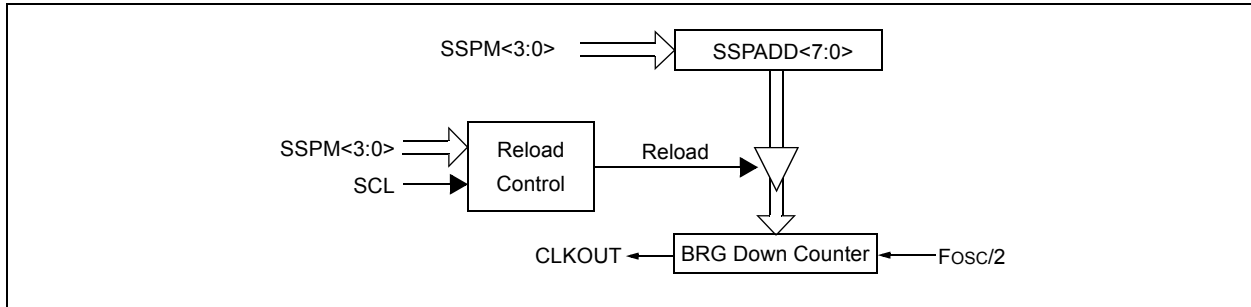 SSPM<3:0>
SSPADD<7:0>
SSPM<3:0>
SCL
Reload
Control
Reload
CLKOUT
BRG Down Counter
FOSC/2